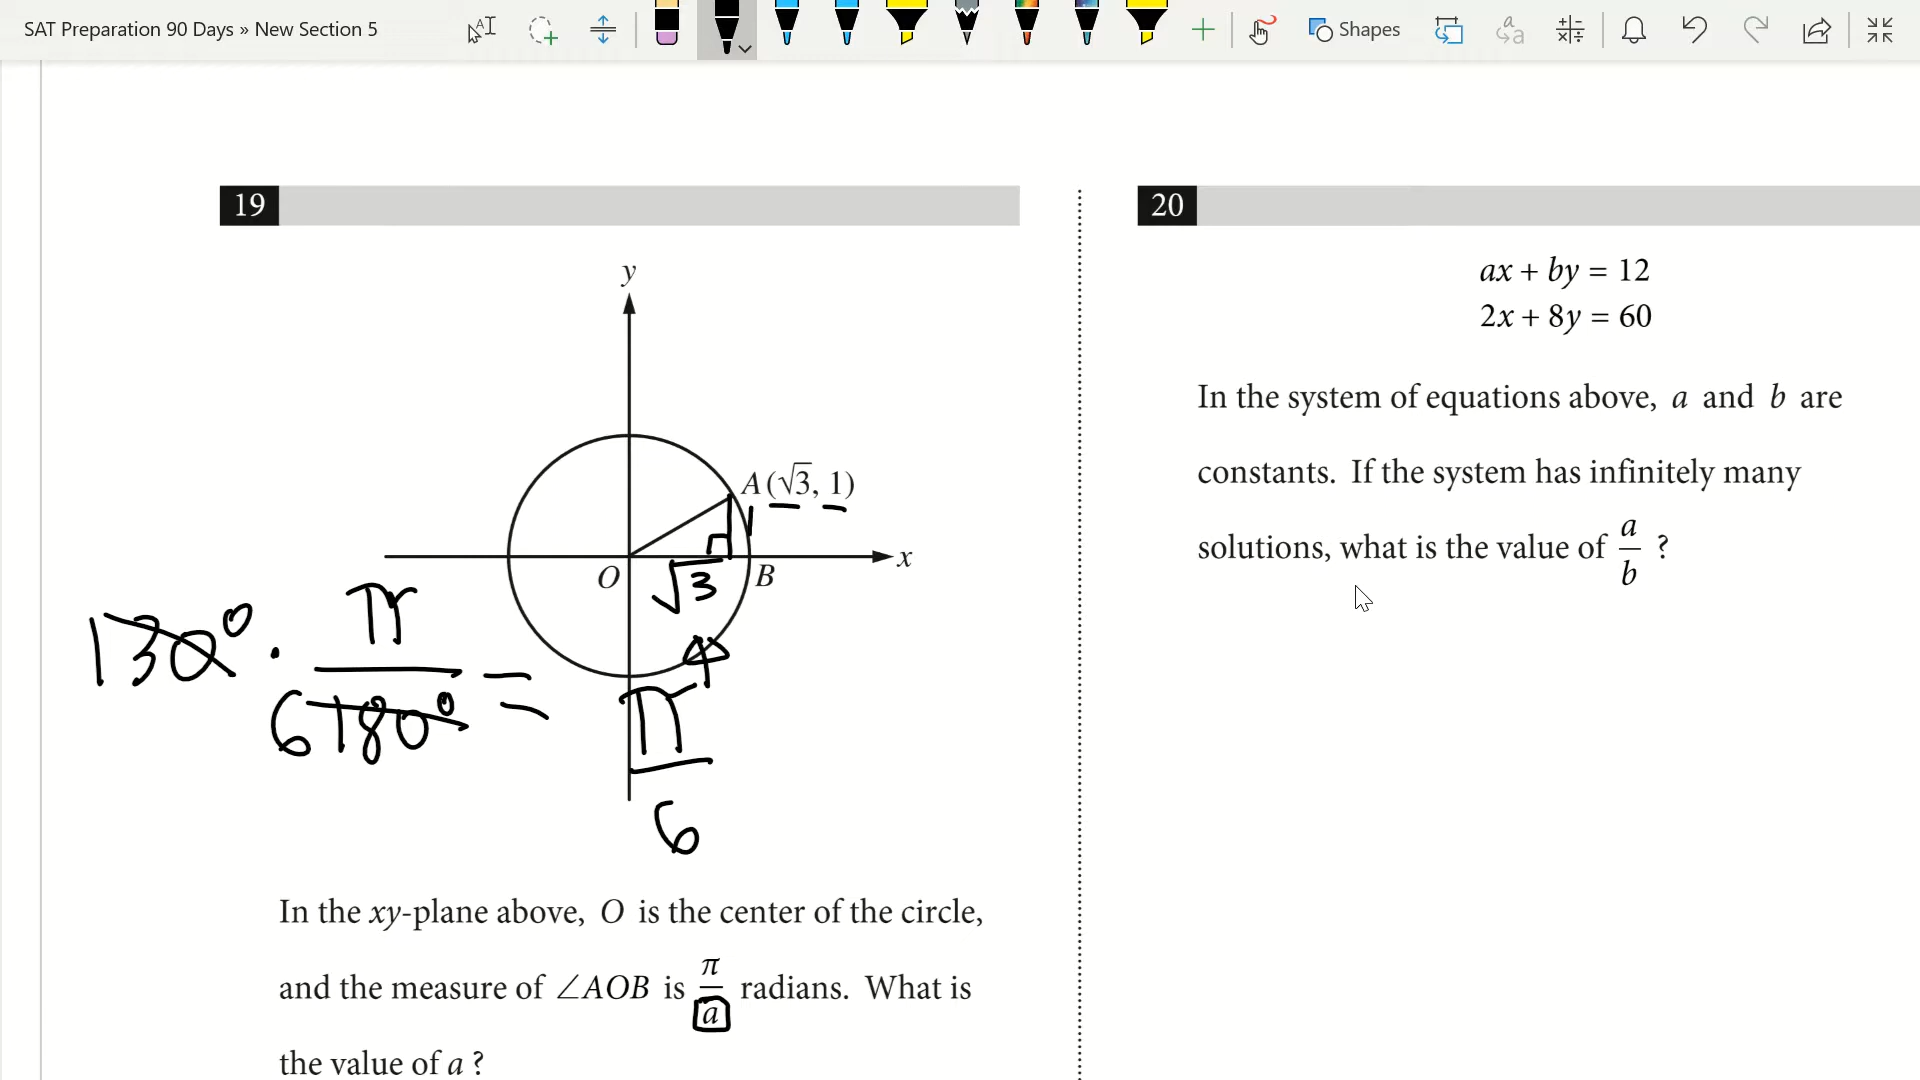 SAT Preparation 90 Days » New Section 5
Shapes
19
y
A (√3, 1)
1
x
O
B
√3
130° · π/6180° = π/6
In the xy-plane above, O is the center of the circle,
and the measure of ∠AOB is π/a radians. What is
the value of a ?
20
ax + by = 12
2x + 8y = 60
In the system of equations above, a and b are
constants. If the system has infinitely many
solutions, what is the value of a/b ?